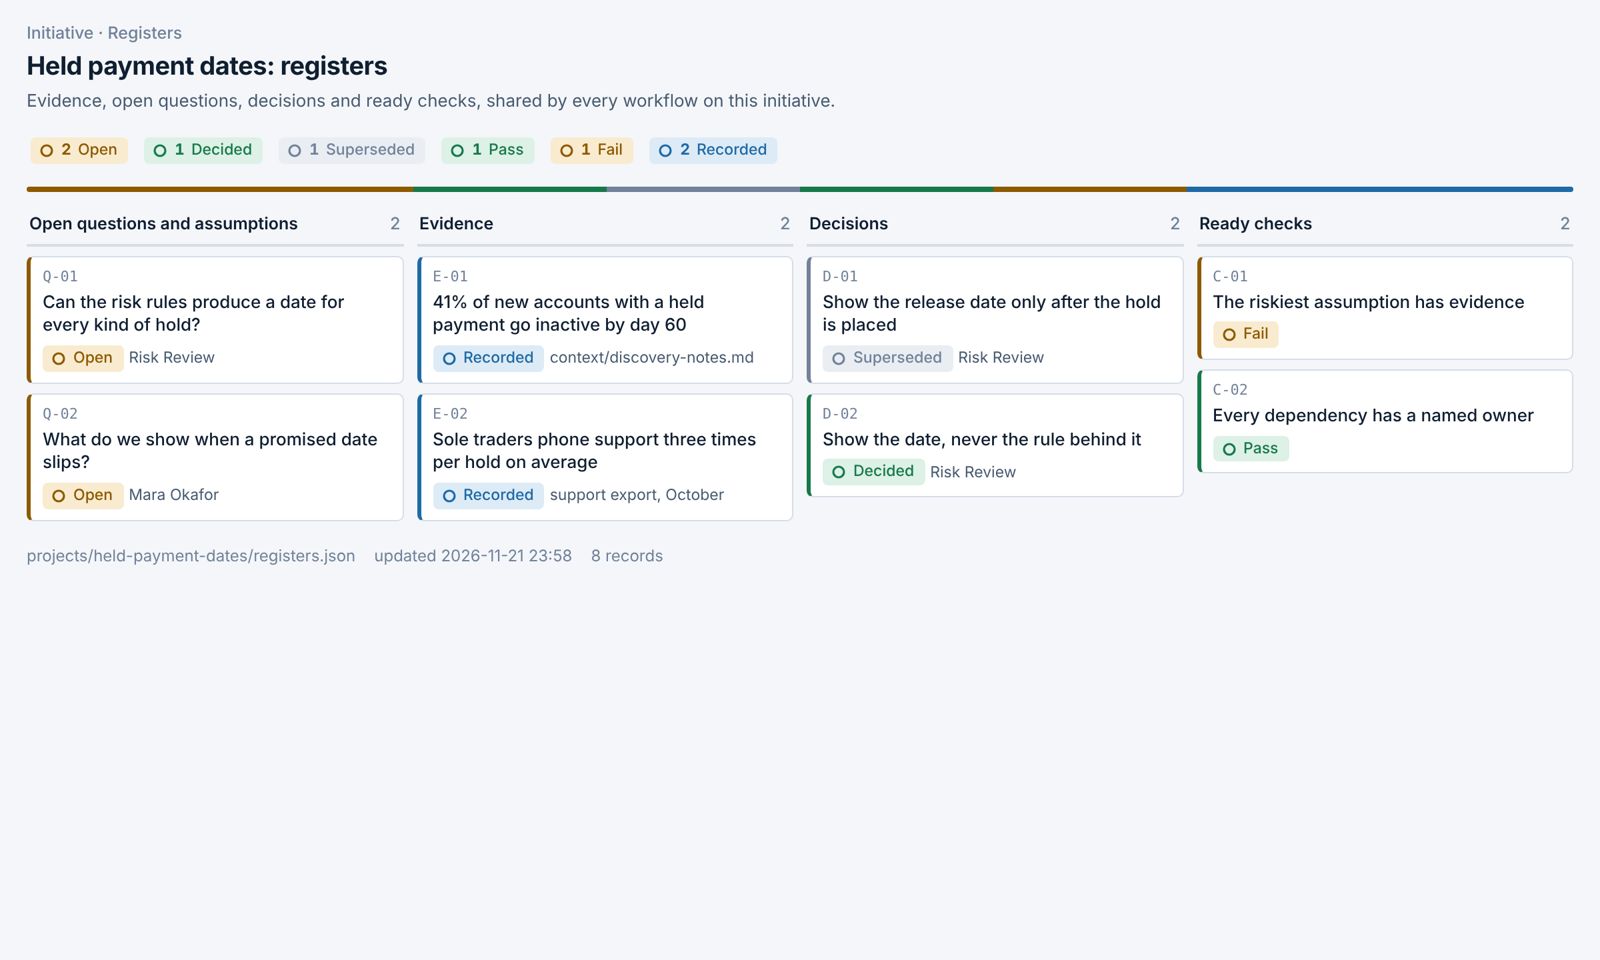 Initiative · Registers
Held payment dates: registers
Evidence, open questions, decisions and ready checks, shared by every workflow on this initiative.
2 Open
1 Decided
1 Superseded
1 Pass
1 Fail
2 Recorded
Open questions and assumptions 2
Q-01
Can the risk rules produce a date for
every kind of hold?
Open Risk Review
Q-02
What do we show when a promised date
slips?
Open Mara Okafor
Evidence 2
E-01
41% of new accounts with a held
payment go inactive by day 60
Recorded context/discovery-notes.md
E-02
Sole traders phone support three times
per hold on average
Recorded support export, October
Decisions 2
D-01
Show the release date only after the hold
is placed
Superseded Risk Review
D-02
Show the date, never the rule behind it
Decided Risk Review
Ready checks 2
C-01
The riskiest assumption has evidence
Fail
C-02
Every dependency has a named owner
Pass
projects/held-payment-dates/registers.json updated 2026-11-21 23:58 8 records